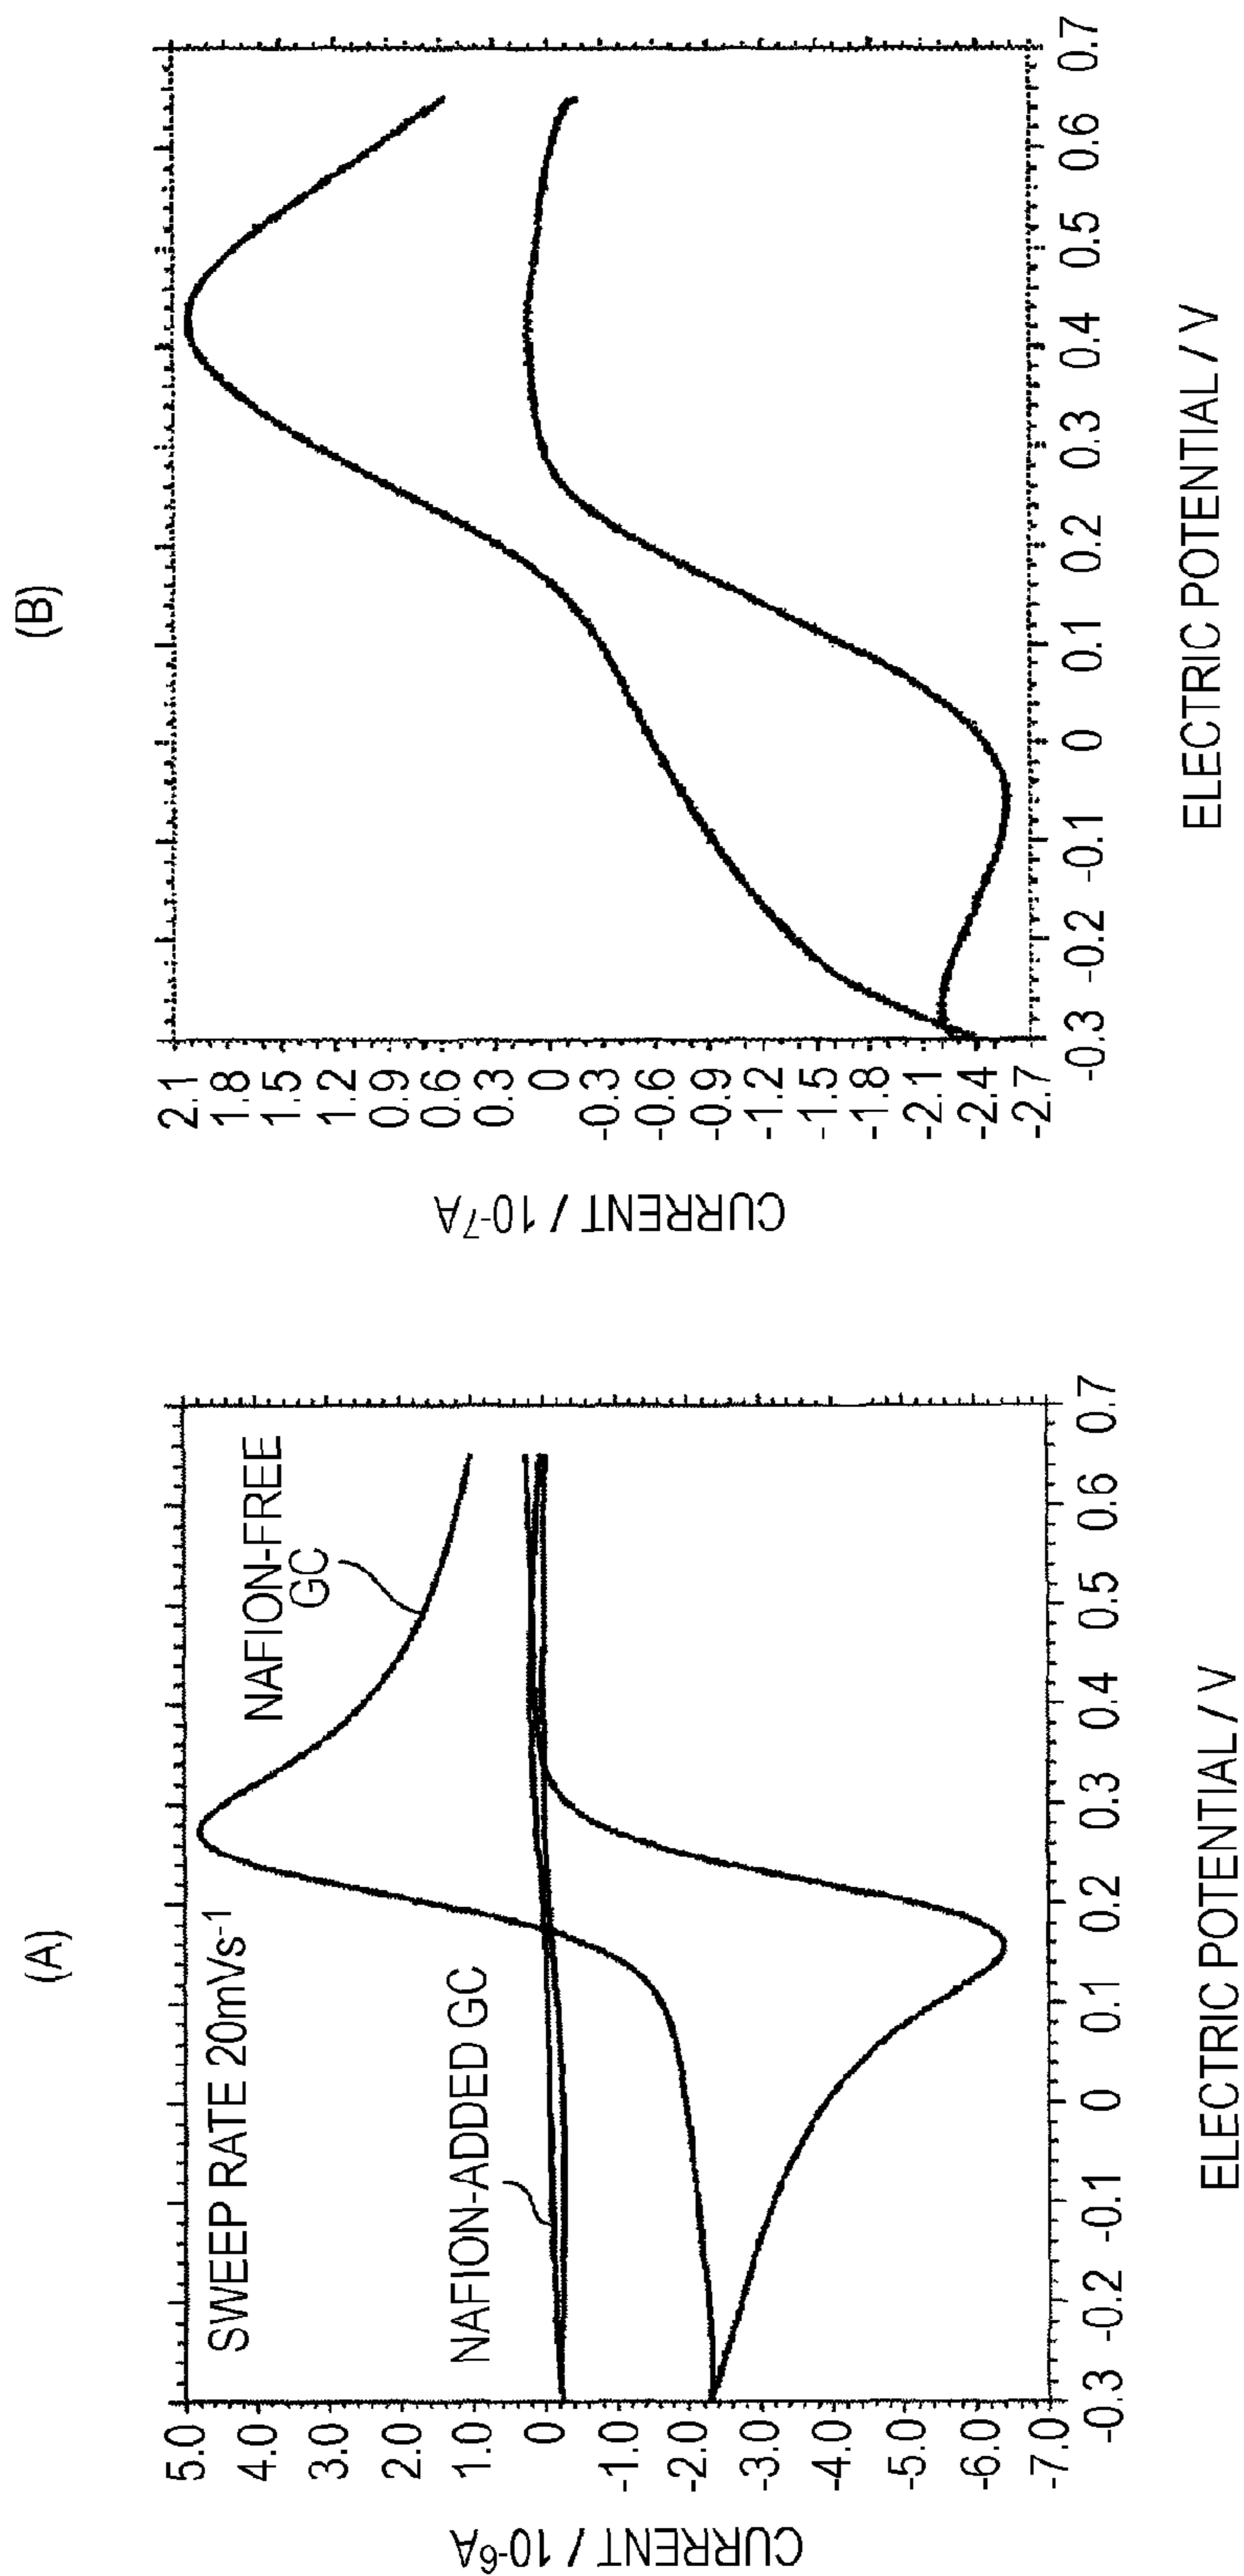 (A)
CURRENT / 10-6A
5.0
4.0
3.0
2.0
1.0
0
-1.0
-2.0
-3.0
-4.0
-5.0
-6.0
-7.0
SWEEP RATE 20mVs-1
NAFION-ADDED GC
NAFION-FREE
GC
-0.3 -0.2 -0.1 0 0.1 0.2 0.3 0.4 0.5 0.6 0.7
ELECTRIC POTENTIAL / V
(B)
CURRENT / 10-7A
2.1
1.8
1.5
1.2
0.9
0.6
0.3
0
-0.3
-0.6
-0.9
-1.2
-1.5
-1.8
-2.1
-2.4
-2.7
-0.3 -0.2 -0.1 0 0.1 0.2 0.3 0.4 0.5 0.6 0.7
ELECTRIC POTENTIAL / V